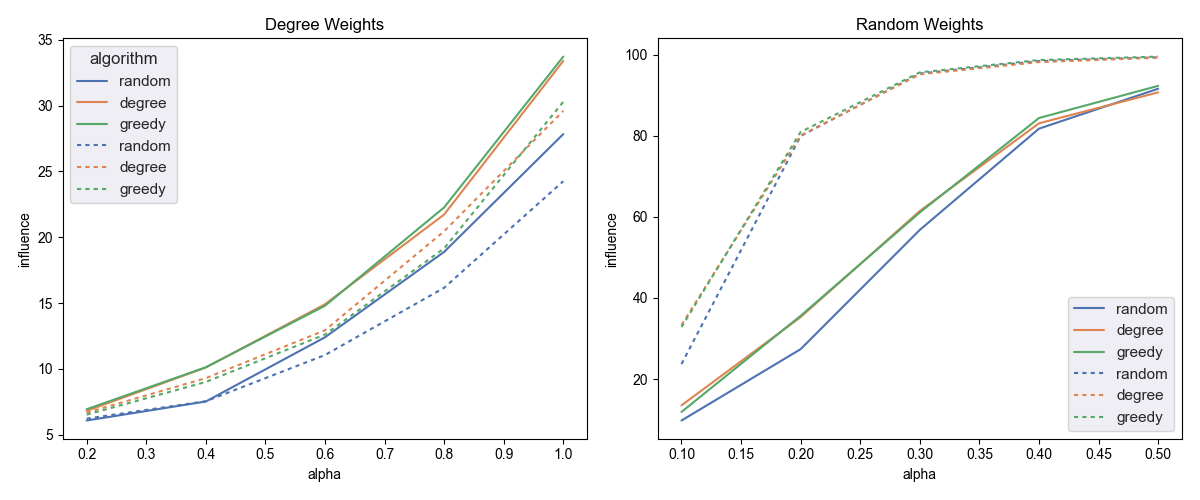 Degree Weights
35
30
25
20
15
10
5
influence
algorithm
random
degree
greedy
random
degree
greedy
0.2 0.3 0.4 0.5 0.6 0.7 0.8 0.9 1.0
alpha
Random Weights
100
80
60
40
20
influence
random
degree
greedy
random
degree
greedy
0.10 0.15 0.20 0.25 0.30 0.35 0.40 0.45 0.50
alpha